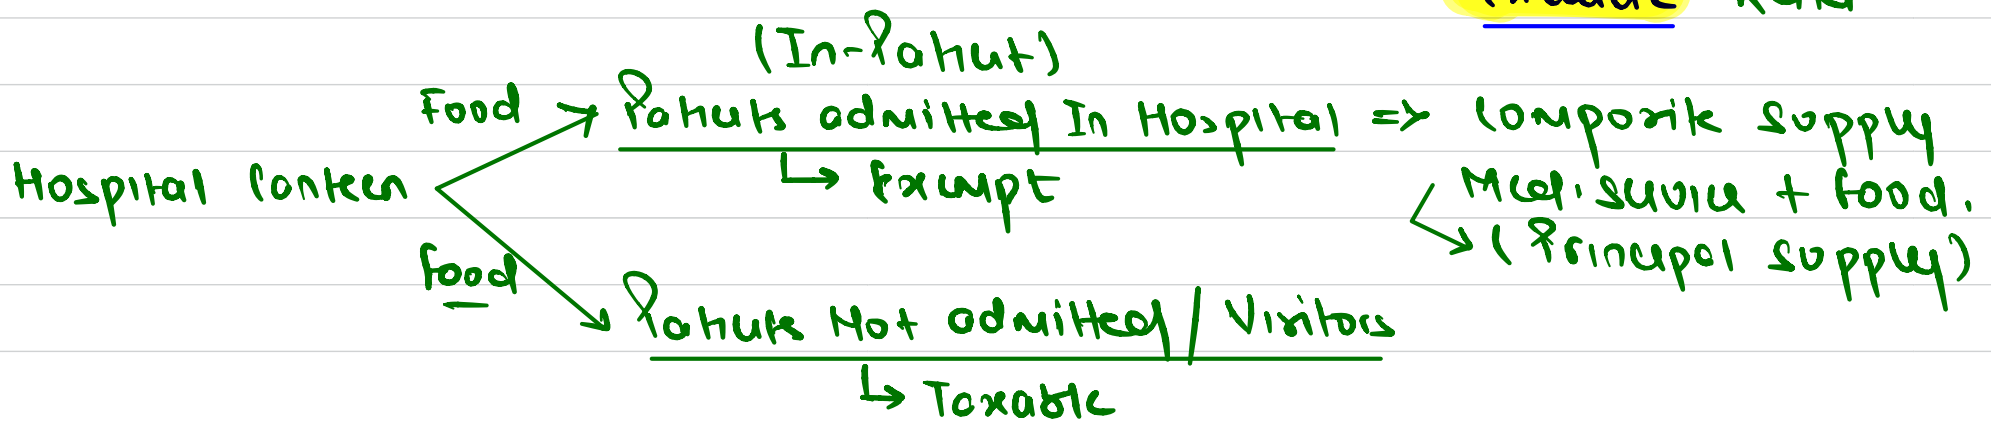 (In-Patient)
Food → Patients admitted In Hospital => Composite supply
Hospital Canteen
↳ Exempt
Med. service + food.
→ (Principal supply)
food
Patients Not admitted / Visitors
↳ Taxable